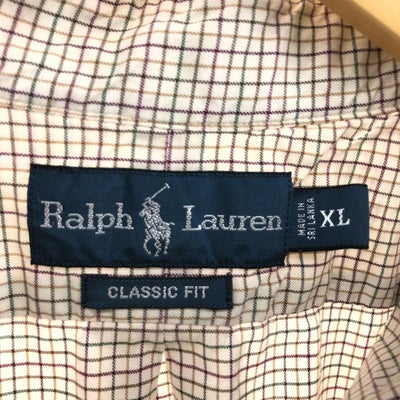 Ralph Lauren
MADE IN
SRI LANKA
XL
CLASSIC FIT